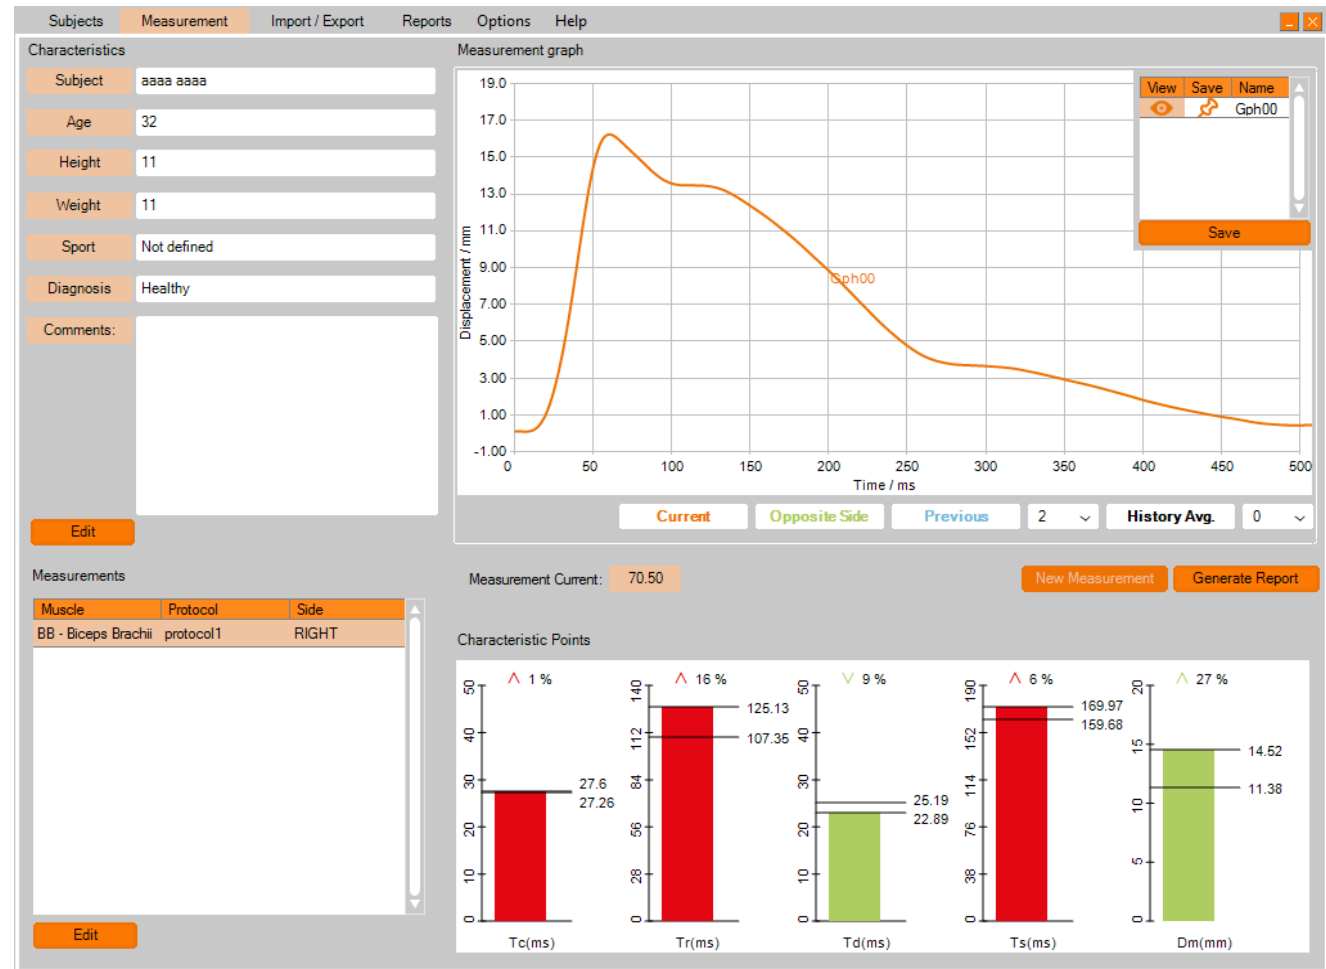 Subjects Measurement Import / Export Reports Options Help
Characteristics
Subject aaaa aaaa
Age 32
Height 11
Weight 11
Sport Not defined
Diagnosis Healthy
Comments:
Edit
Measurement graph
19.0
17.0
15.0
13.0
11.0
9.00
7.00
5.00
3.00
1.00
-1.00
Displacement / mm
0 50 100 150 200 250 300 350 400 450 500
Time / ms
Gph00
View Save Name
Gph00
Save
Current Opposite Side Previous 2 History Avg. 0
Measurements
Muscle Protocol Side
BB - Biceps Brachii protocol1 RIGHT
Edit
Measurement Current: 70.50 New Measurement Generate Report
Characteristic Points
1 %
50
40
30
20
10
0
27.6
27.26
Tc(ms)
16 %
140
112
84
56
28
0
125.13
107.35
Tr(ms)
9 %
50
40
30
20
10
0
25.19
22.89
Td(ms)
6 %
190
152
114
76
38
0
169.97
159.68
Ts(ms)
27 %
20
15
10
5
0
14.52
11.38
Dm(mm)